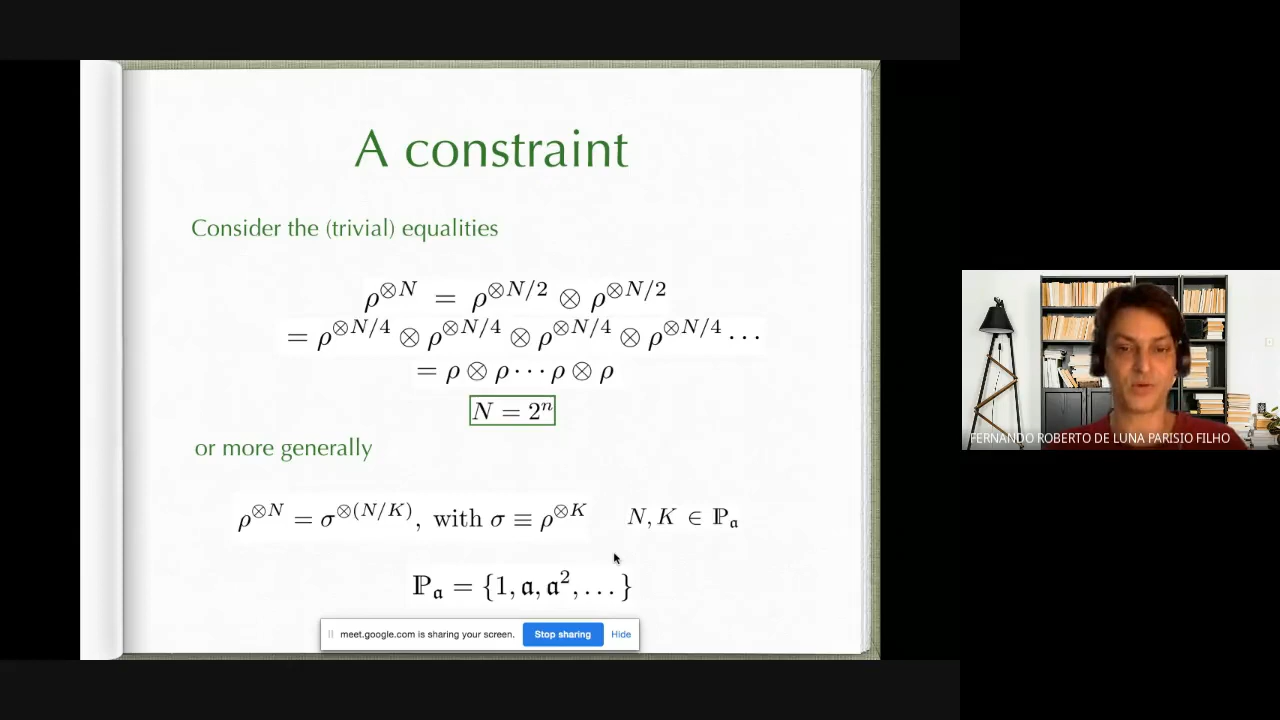 A constraint
Consider the (trivial) equalities
ρ^{⊗N} = ρ^{⊗N/2} ⊗ ρ^{⊗N/2}
= ρ^{⊗N/4} ⊗ ρ^{⊗N/4} ⊗ ρ^{⊗N/4} ⊗ ρ^{⊗N/4} ⋯
= ρ ⊗ ρ ⋯ ρ ⊗ ρ
N = 2^n
or more generally
ρ^{⊗N} = σ^{⊗(N/K)}, with σ ≡ ρ^{⊗K} N, K ∈ ℙ_𝔞
ℙ_𝔞 = {1, 𝔞, 𝔞^2, …}
meet.google.com is sharing your screen. Stop sharing Hide
FERNANDO ROBERTO DE LUNA PARISIO FILHO